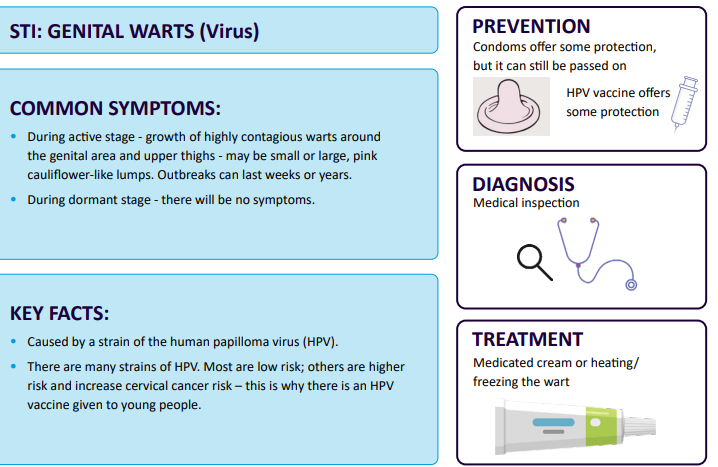 STI: GENITAL WARTS (Virus)
COMMON SYMPTOMS:
• During active stage - growth of highly contagious warts around
the genital area and upper thighs - may be small or large, pink
cauliflower-like lumps. Outbreaks can last weeks or years.
• During dormant stage - there will be no symptoms.
KEY FACTS:
• Caused by a strain of the human papilloma virus (HPV).
• There are many strains of HPV. Most are low risk; others are higher
risk and increase cervical cancer risk – this is why there is an HPV
vaccine given to young people.
PREVENTION
Condoms offer some protection,
but it can still be passed on
HPV vaccine offers
some protection
DIAGNOSIS
Medical inspection
TREATMENT
Medicated cream or heating/
freezing the wart